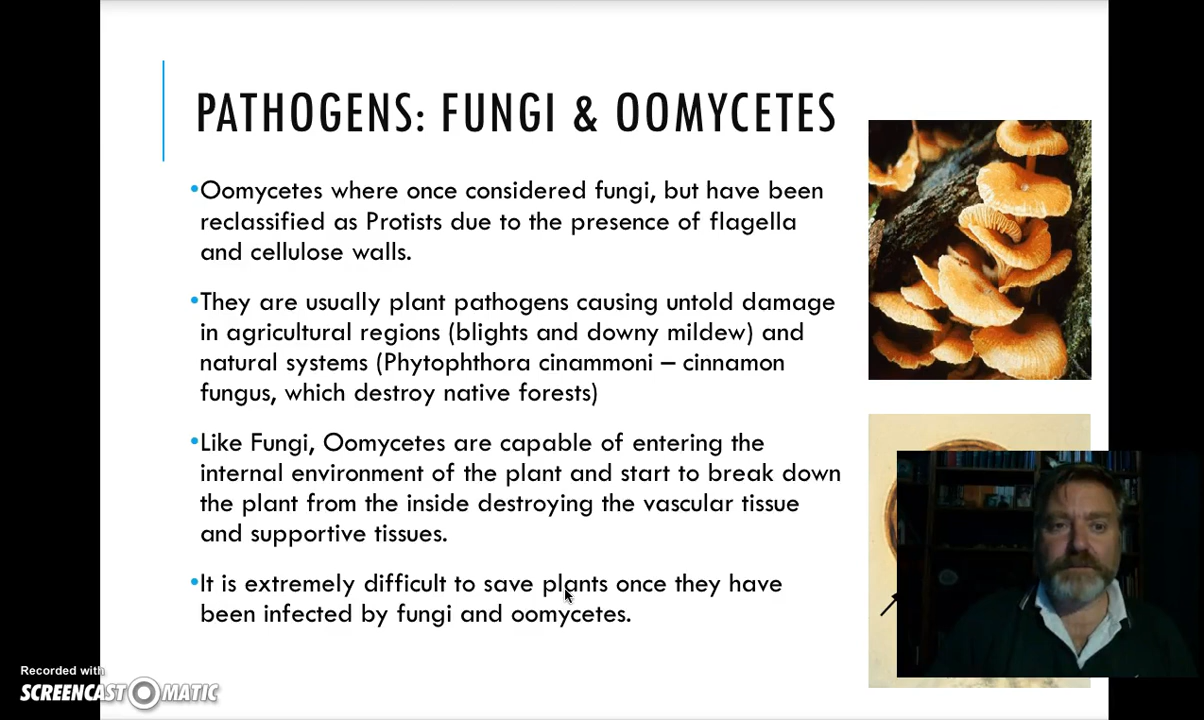 PATHOGENS: FUNGI & OOMYCETES
•Oomycetes where once considered fungi, but have been
reclassified as Protists due to the presence of flagella
and cellulose walls.
•They are usually plant pathogens causing untold damage
in agricultural regions (blights and downy mildew) and
natural systems (Phytophthora cinammoni – cinnamon
fungus, which destroy native forests)
•Like Fungi, Oomycetes are capable of entering the
internal environment of the plant and start to break down
the plant from the inside destroying the vascular tissue
and supportive tissues.
•It is extremely difficult to save plants once they have
been infected by fungi and oomycetes.
Recorded with
SCREENCAST MATIC